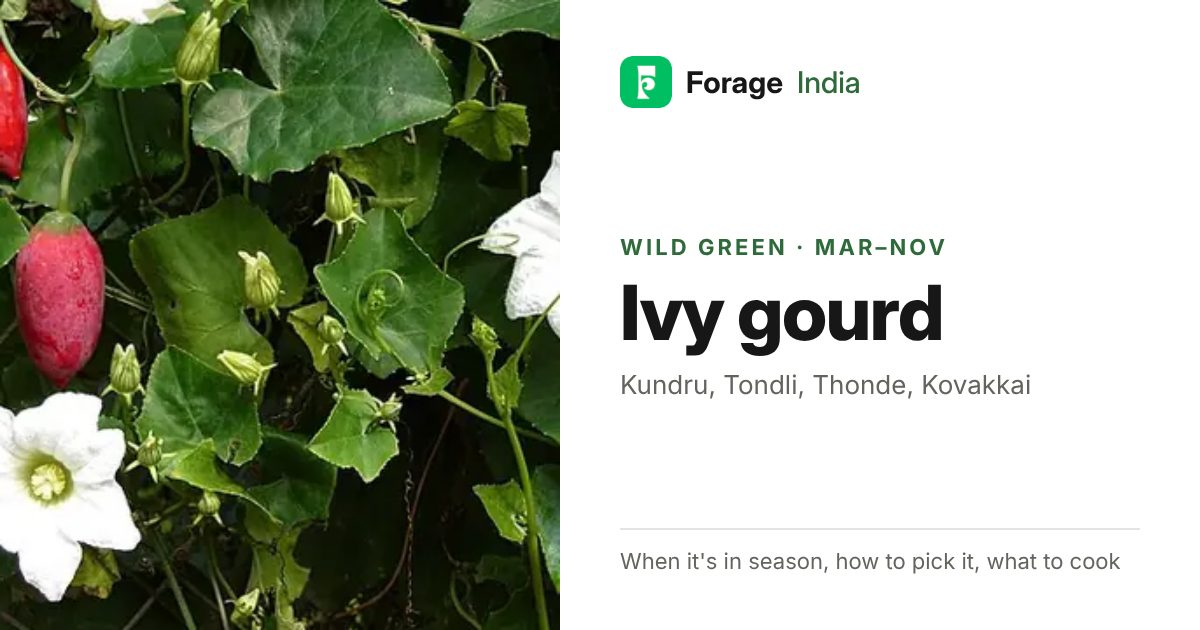 Forage India
WILD GREEN · MAR–NOV
Ivy gourd
Kundru, Tondli, Thonde, Kovakkai
When it's in season, how to pick it, what to cook